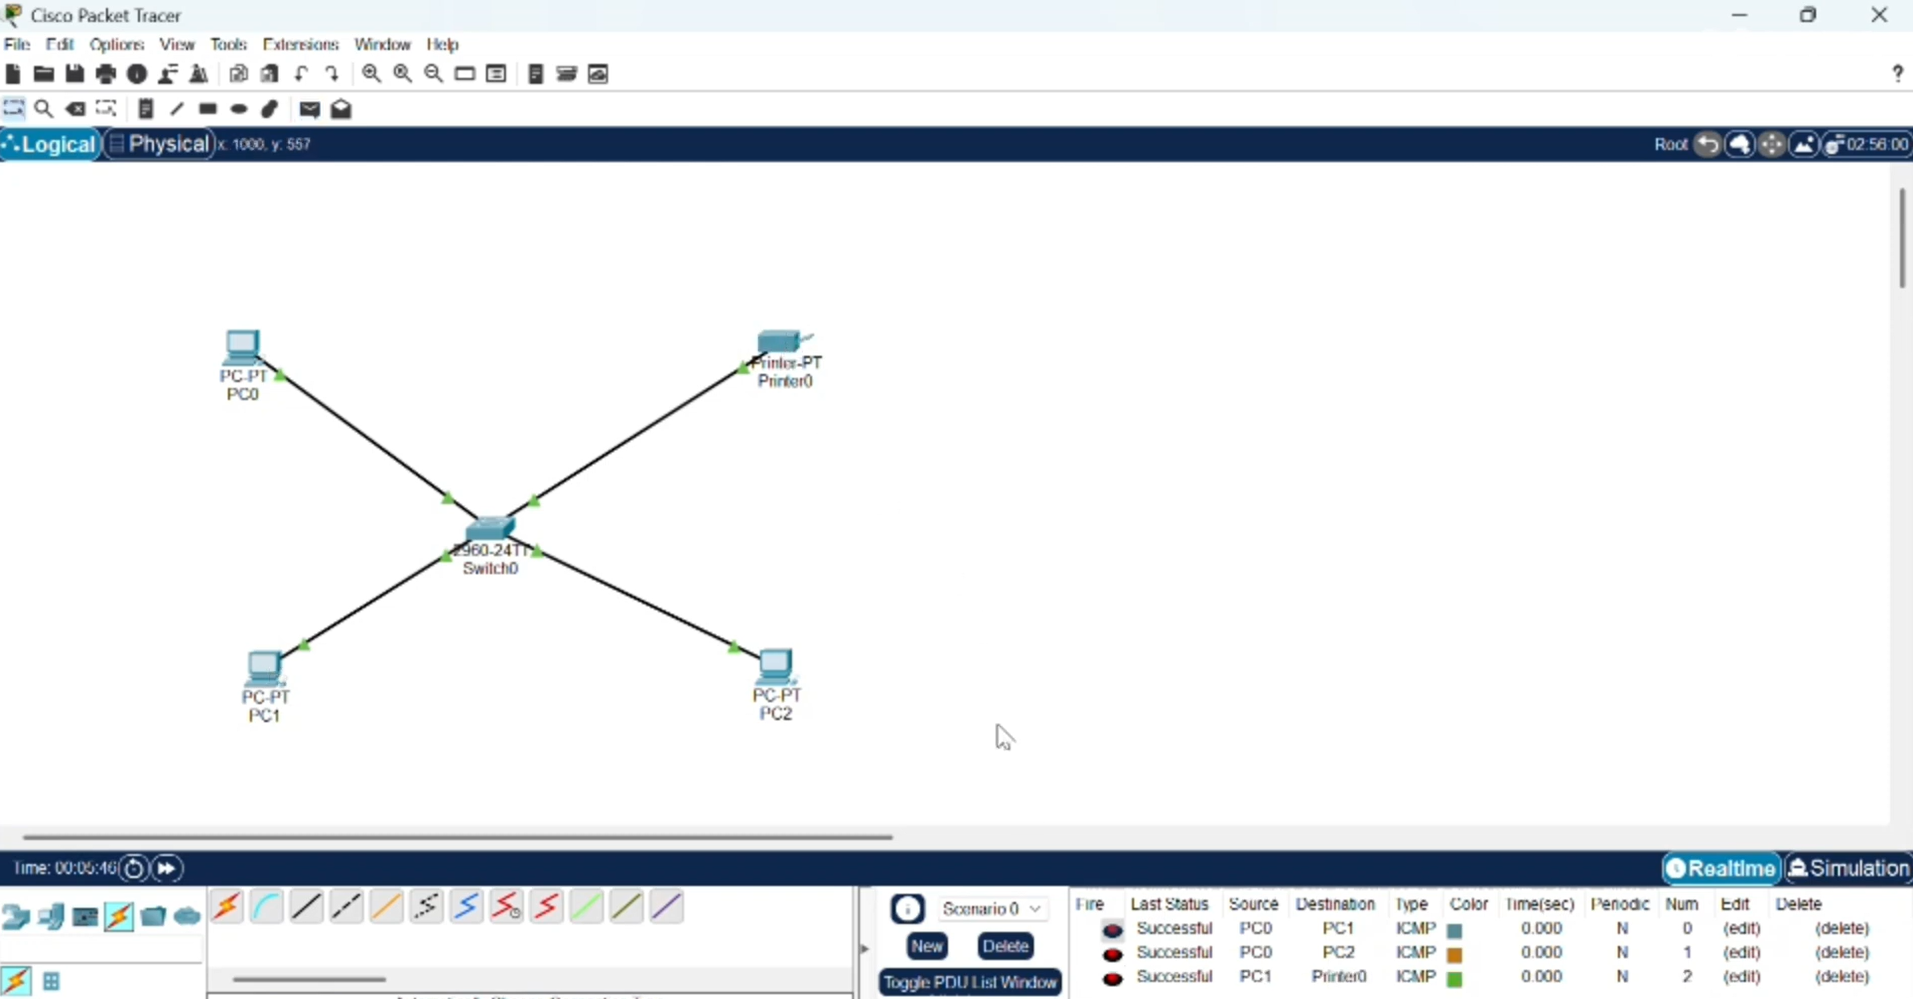 Cisco Packet Tracer
File Edit Options View Tools Extensions Window Help
?
Logical Physical x: 1000, y: 557 Root 02:56:00
PC-PT
PC0
Printer-PT
Printer0
2960-24TT
Switch0
PC-PT
PC1
PC-PT
PC2
Time: 00:05:46 Realtime Simulation
Scenario 0
New Delete
Toggle PDU List Window
Fire Last Status Source Destination Type Color Time(sec) Periodic Num Edit Delete
Successful PC0 PC1 ICMP 0.000 N 0 (edit) (delete)
Successful PC0 PC2 ICMP 0.000 N 1 (edit) (delete)
Successful PC1 Printer0 ICMP 0.000 N 2 (edit) (delete)